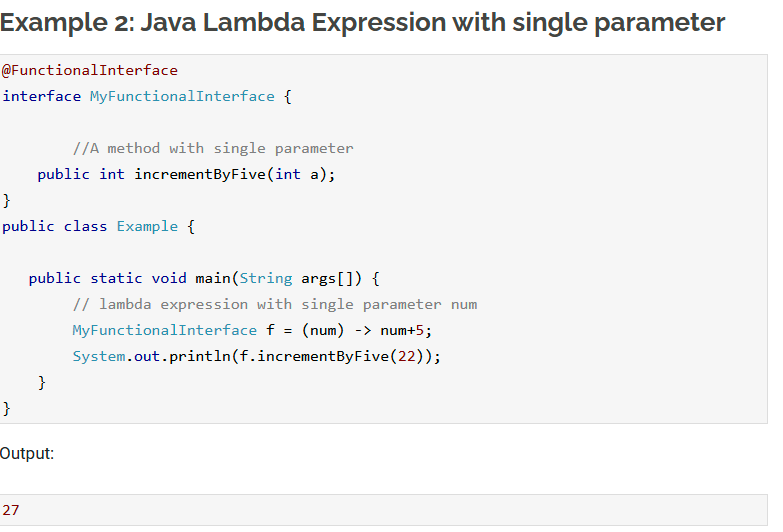 Example 2: Java Lambda Expression with single parameter
@FunctionalInterface
interface MyFunctionalInterface {
//A method with single parameter
public int incrementByFive(int a);
}
public class Example {
public static void main(String args[]) {
// lambda expression with single parameter num
MyFunctionalInterface f = (num) -> num+5;
System.out.println(f.incrementByFive(22));
}
}
Output:
27